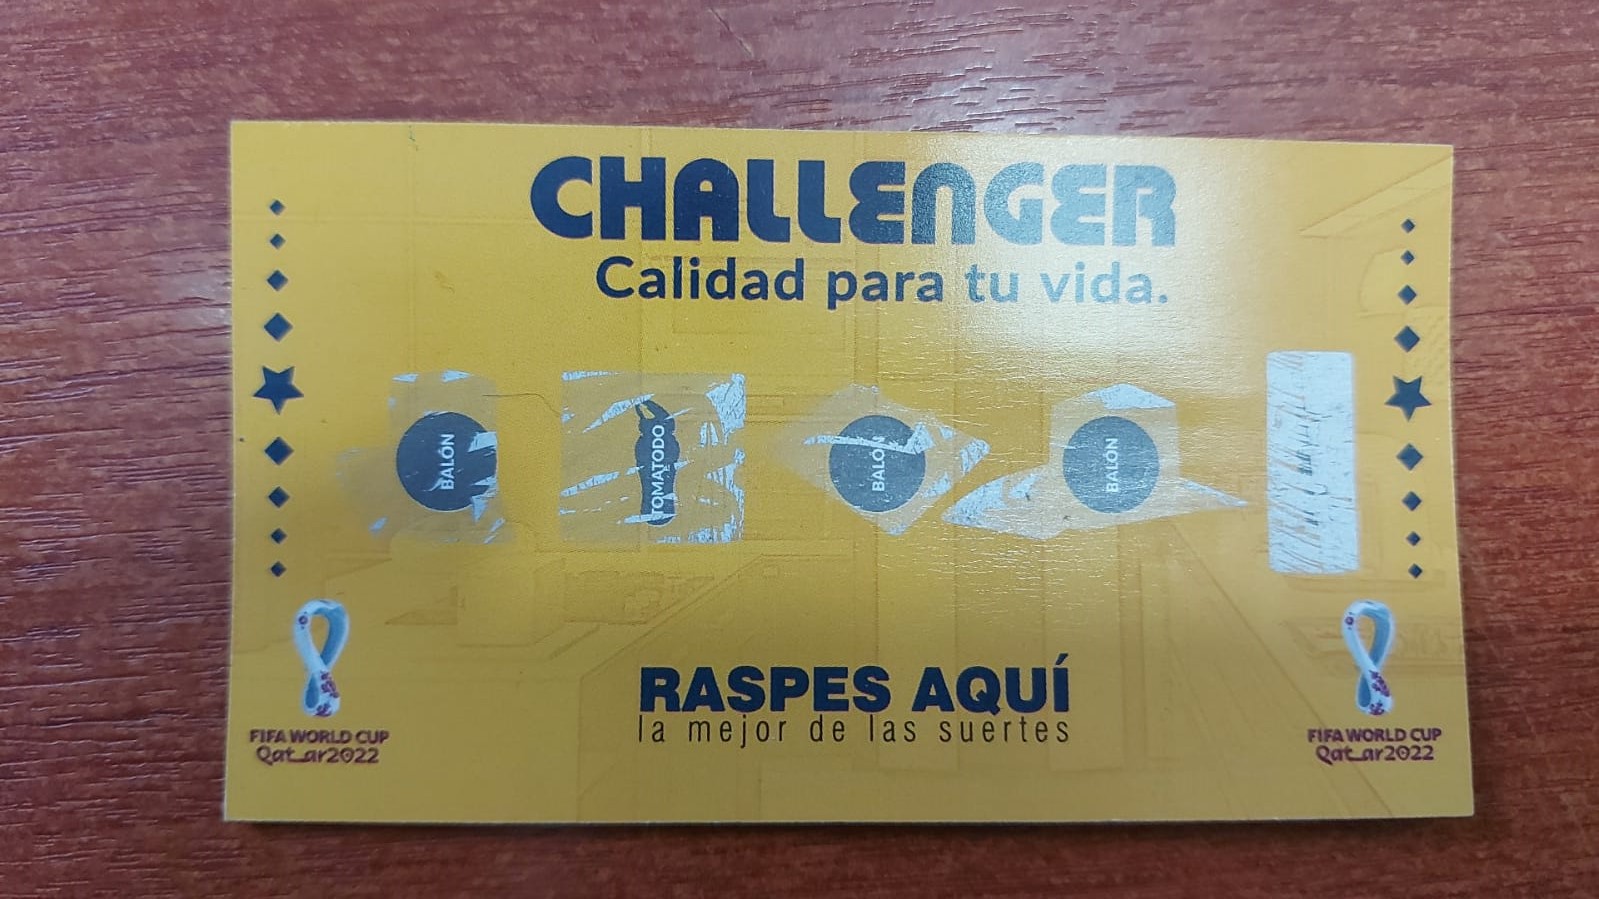 CHALLENGER
Calidad para tu vida.
BALÓN
TOMATODO
BALÓN
BALÓN
RASPES AQUÍ
la mejor de las suertes
FIFA WORLD CUP
Qatar2022
FIFA WORLD CUP
Qatar2022